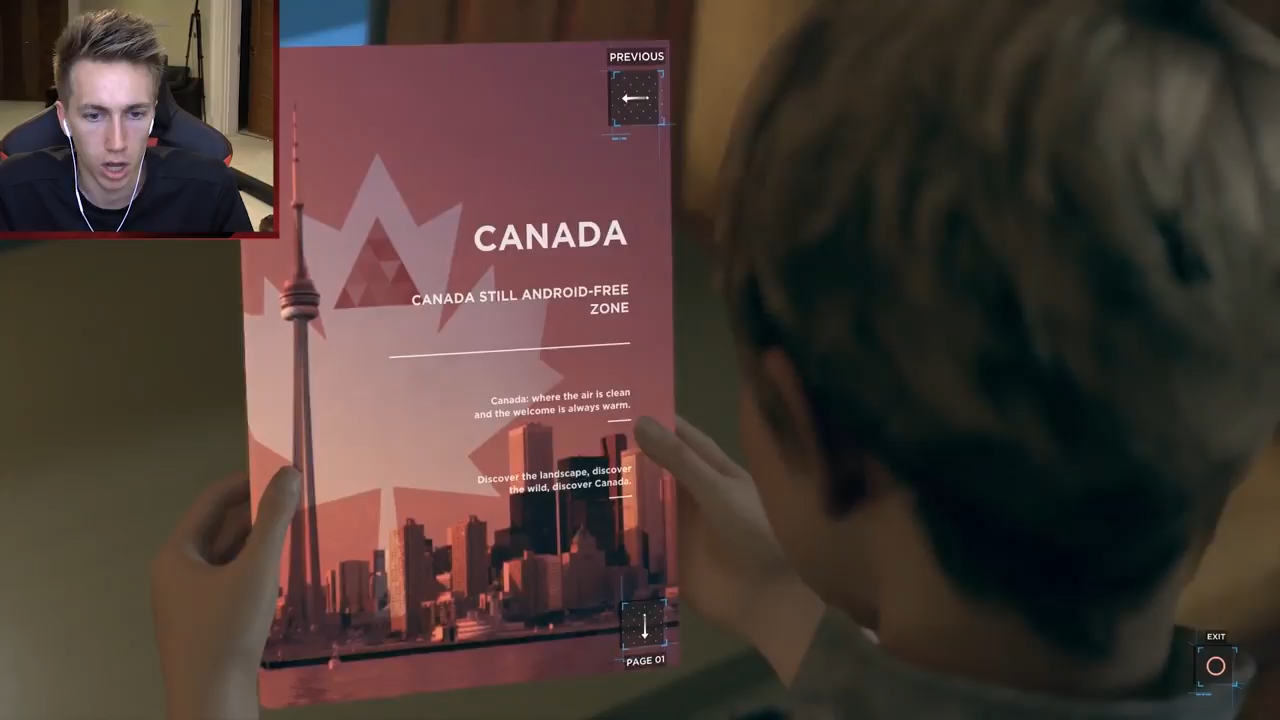 PREVIOUS
CANADA
CANADA STILL ANDROID-FREE
ZONE
Canada: where the air is clean
and the welcome is always warm.
Discover the landscape, discover
the wild, discover Canada.
PAGE 01
EXIT